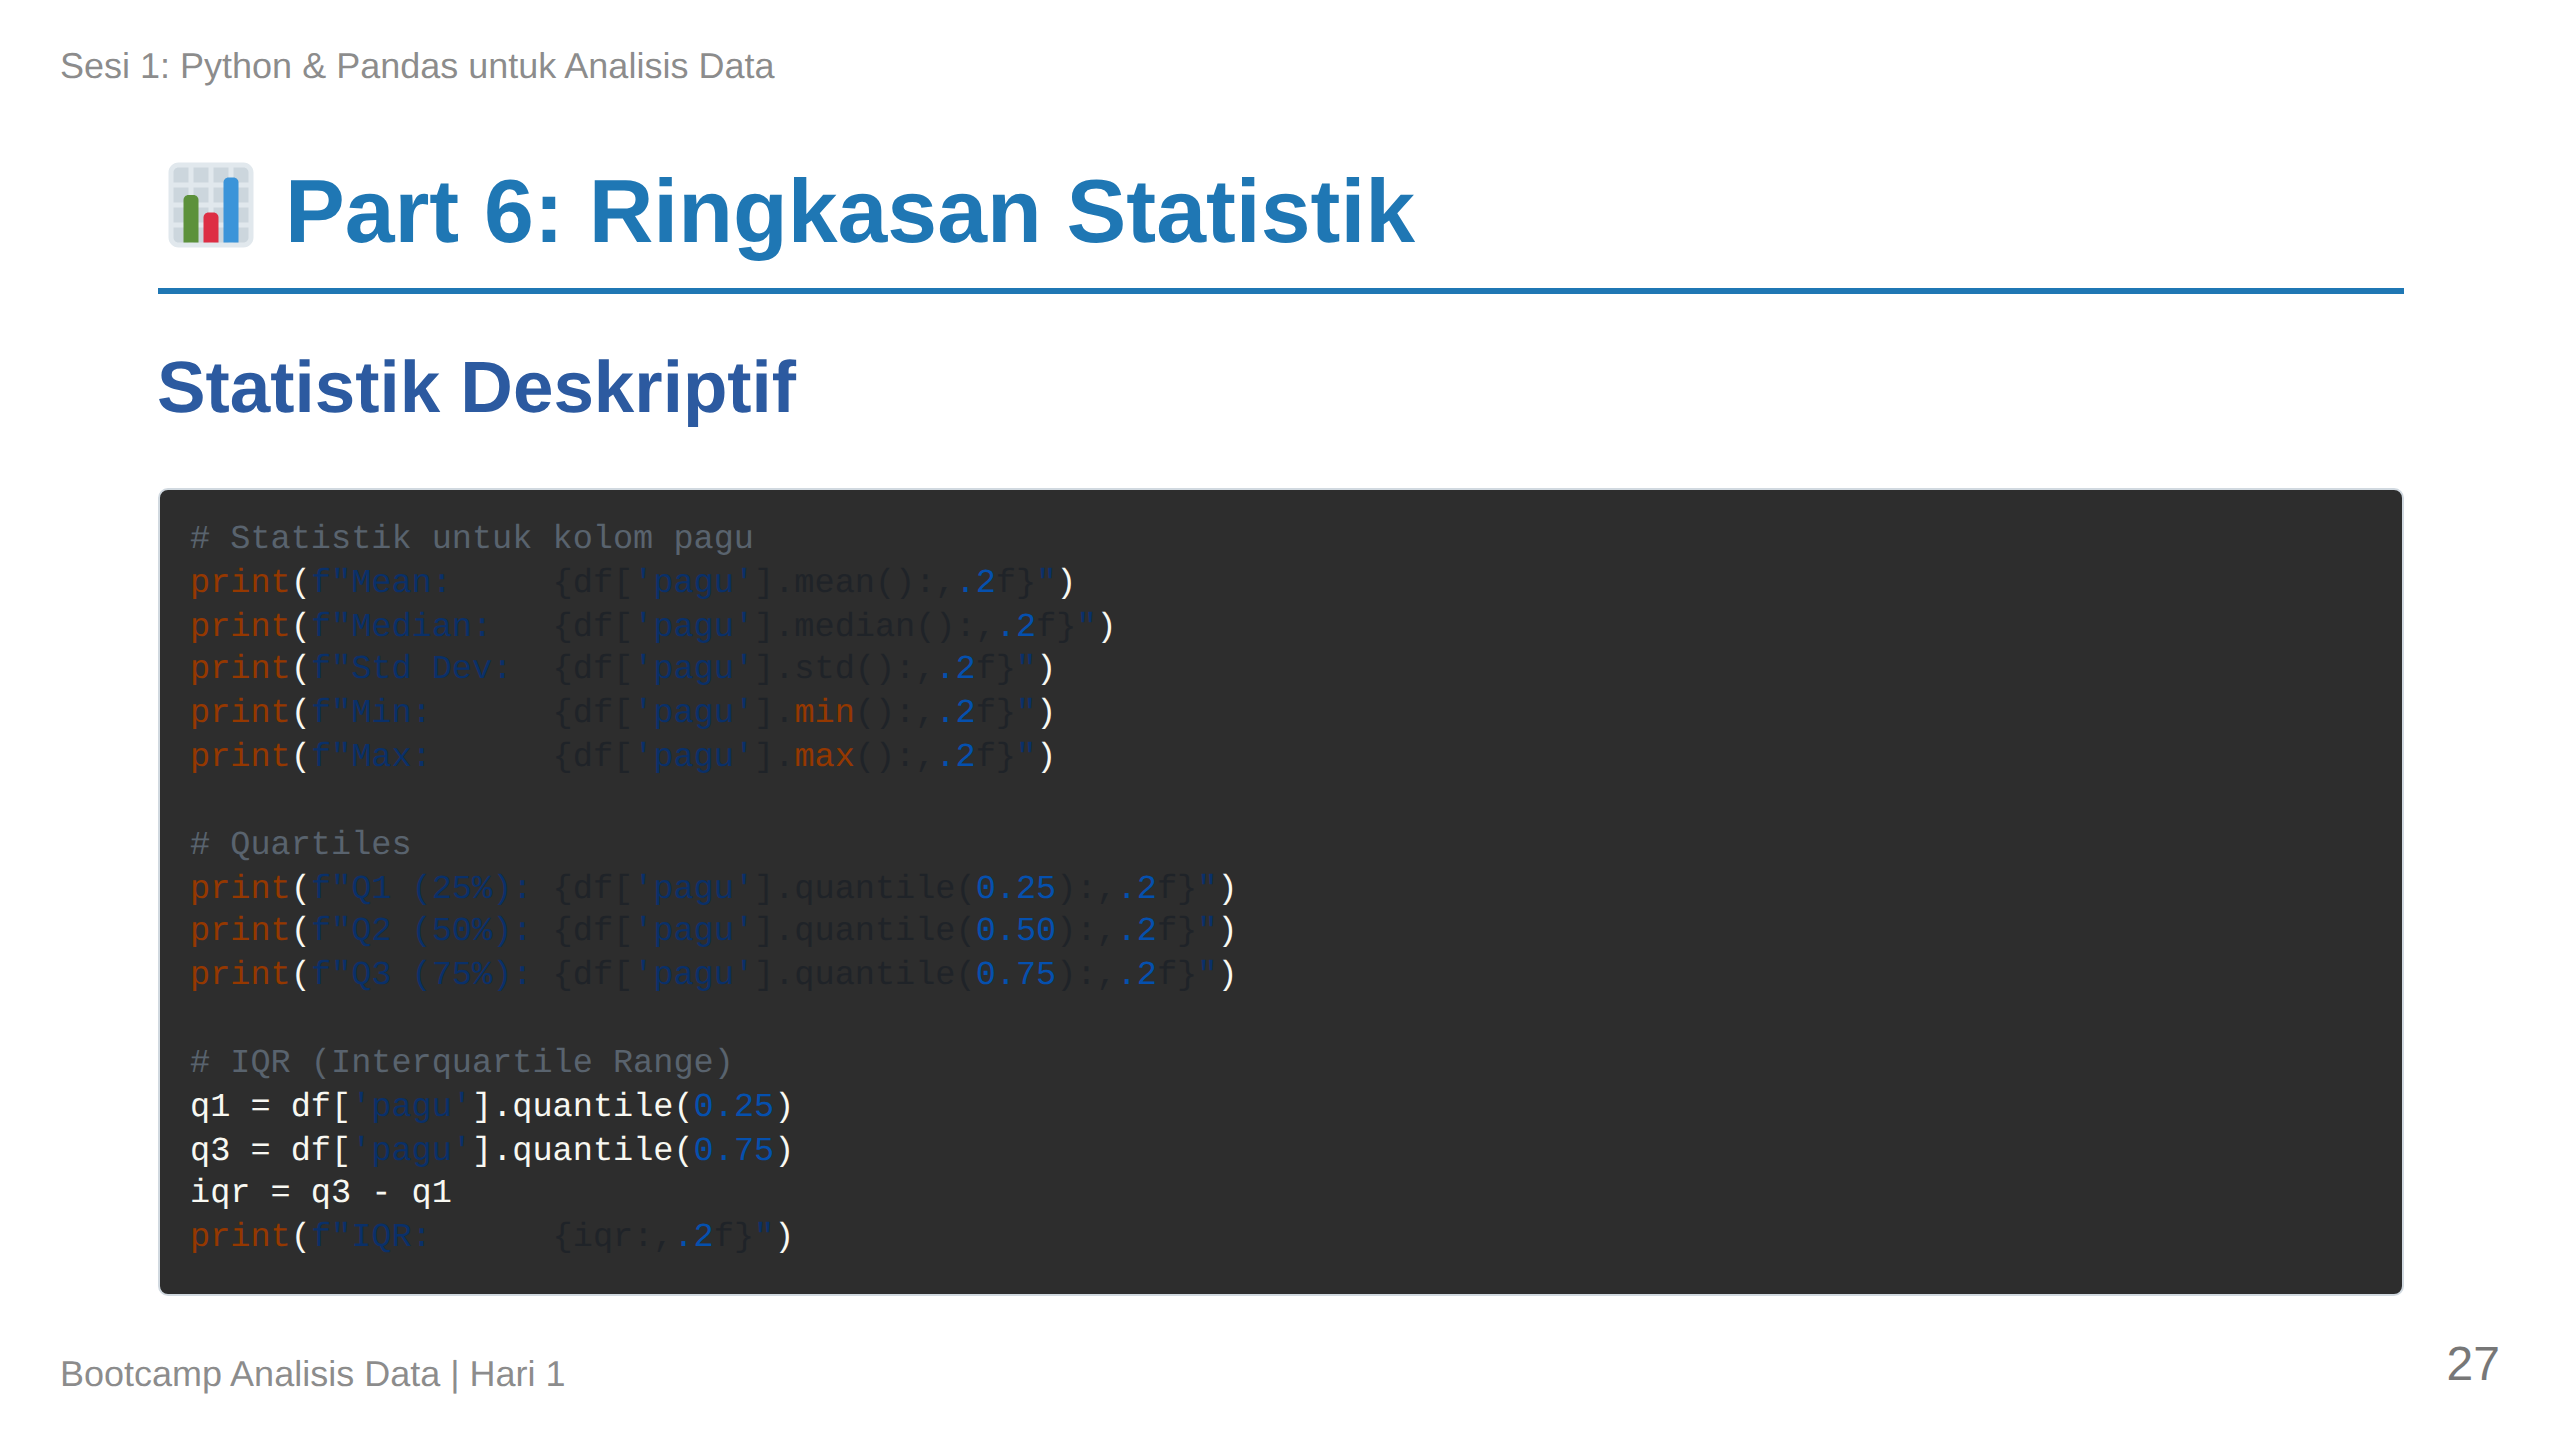 Sesi 1: Python & Pandas untuk Analisis Data
Part 6: Ringkasan Statistik
Statistik Deskriptif
# Statistik untuk kolom pagu
print(f"Mean:     {df['pagu'].mean():,.2f}")
print(f"Median:   {df['pagu'].median():,.2f}")
print(f"Std Dev:  {df['pagu'].std():,.2f}")
print(f"Min:      {df['pagu'].min():,.2f}")
print(f"Max:      {df['pagu'].max():,.2f}")
# Quartiles
print(f"Q1 (25%): {df['pagu'].quantile(0.25):,.2f}")
print(f"Q2 (50%): {df['pagu'].quantile(0.50):,.2f}")
print(f"Q3 (75%): {df['pagu'].quantile(0.75):,.2f}")
# IQR (Interquartile Range)
q1 = df['pagu'].quantile(0.25)
q3 = df['pagu'].quantile(0.75)
iqr = q3 - q1
print(f"IQR:      {iqr:,.2f}")
Bootcamp Analisis Data | Hari 1
27